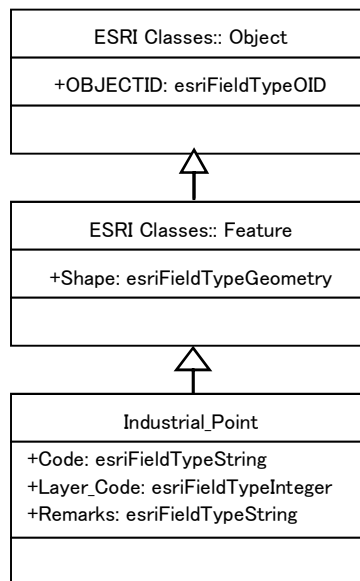 ESRI Classes:: Object
+OBJECTID: esriFieldTypeOID
ESRI Classes:: Feature
+Shape: esriFieldTypeGeometry
Industrial_Point
+Code: esriFieldTypeString
+Layer_Code: esriFieldTypeInteger
+Remarks: esriFieldTypeString